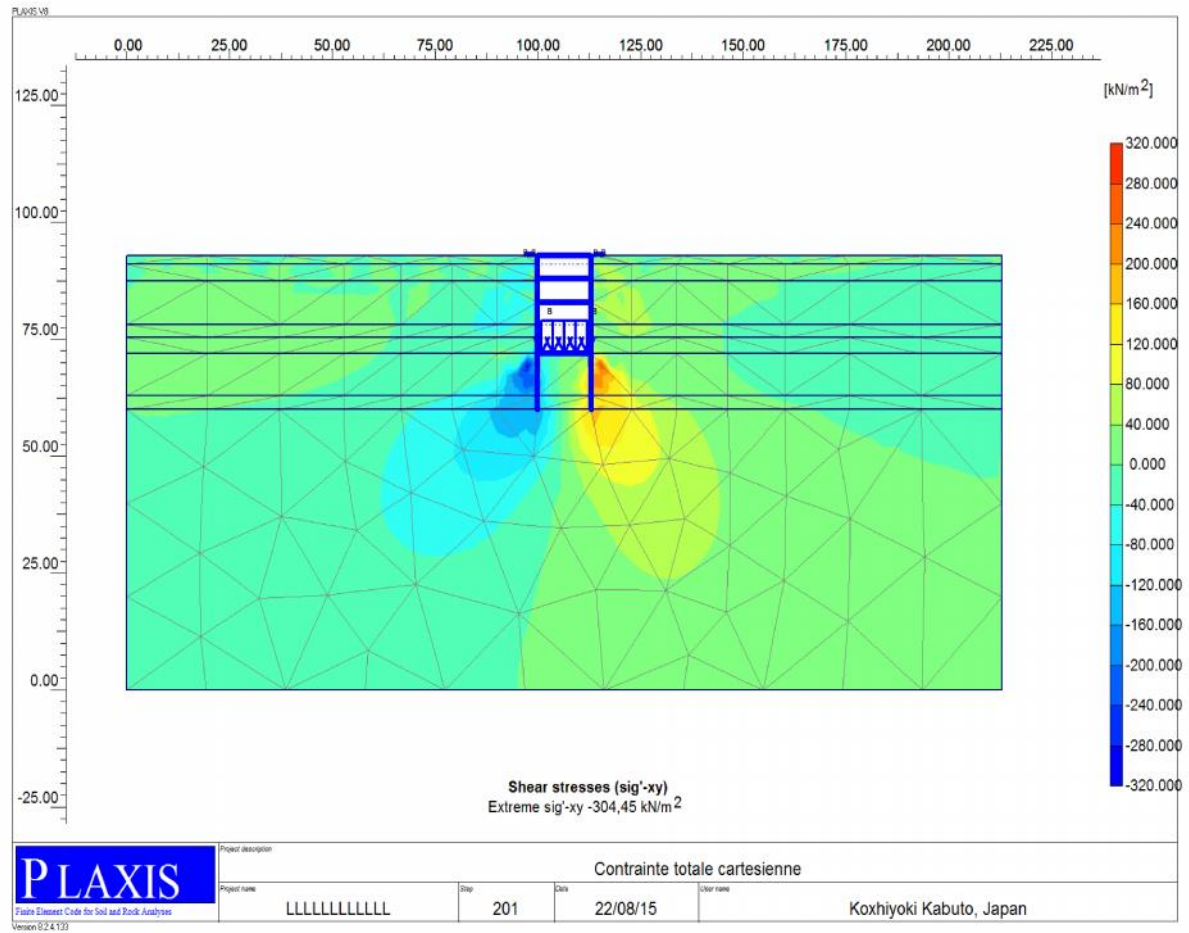 PLAXIS V8
0.00 25.00 50.00 75.00 100.00 125.00 150.00 175.00 200.00 225.00
125.00
100.00
75.00
50.00
25.00
0.00
-25.00
[kN/m2]
320.000
280.000
240.000
200.000
160.000
120.000
80.000
40.000
0.000
-40.000
-80.000
-120.000
-160.000
-200.000
-240.000
-280.000
-320.000
B
B
Shear stresses (sig'-xy)
Extreme sig'-xy -304,45 kN/m2
PLAXIS
Finite Element Code for Soil and Rock Analyses
Version 8.2.4.133
Project description
Contrainte totale cartesienne
Project name
LLLLLLLLLLLL
Step
201
Date
22/08/15
User name
Koxhiyoki Kabuto, Japan